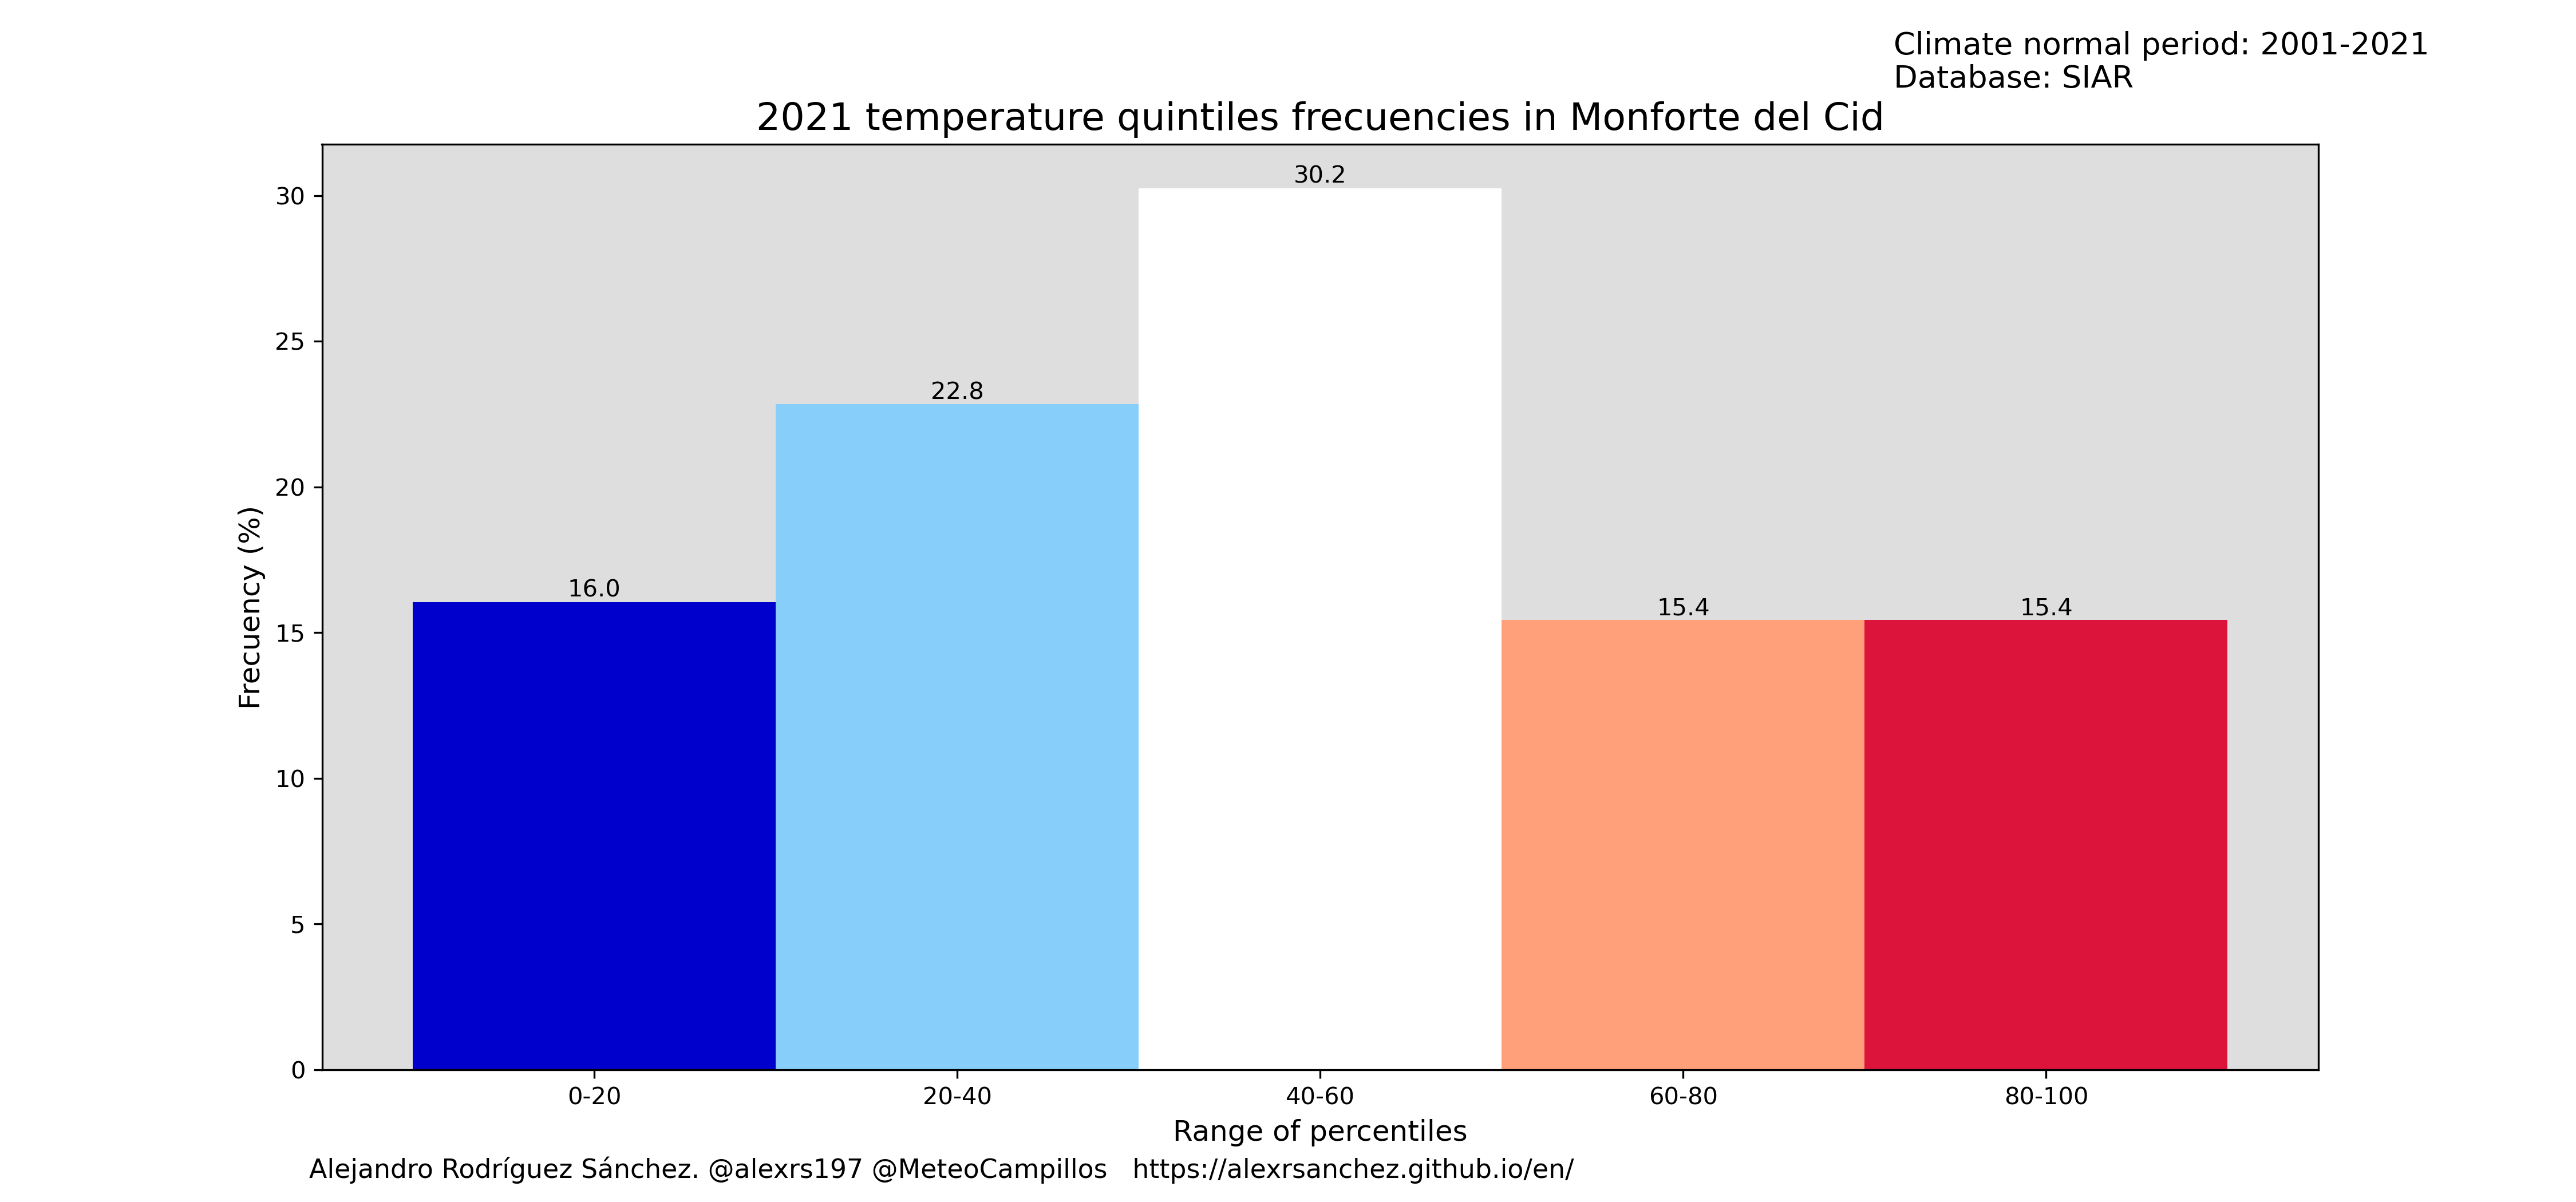 Climate normal period: 2001-2021
Database: SIAR
2021 temperature quintiles frecuencies in Monforte del Cid
Frecuency (%)
30
25
20
15
10
5
0
16.0
22.8
30.2
15.4
15.4
0-20
20-40
40-60
60-80
80-100
Range of percentiles
Alejandro Rodríguez Sánchez. @alexrs197 @MeteoCampillos   https://alexrsanchez.github.io/en/